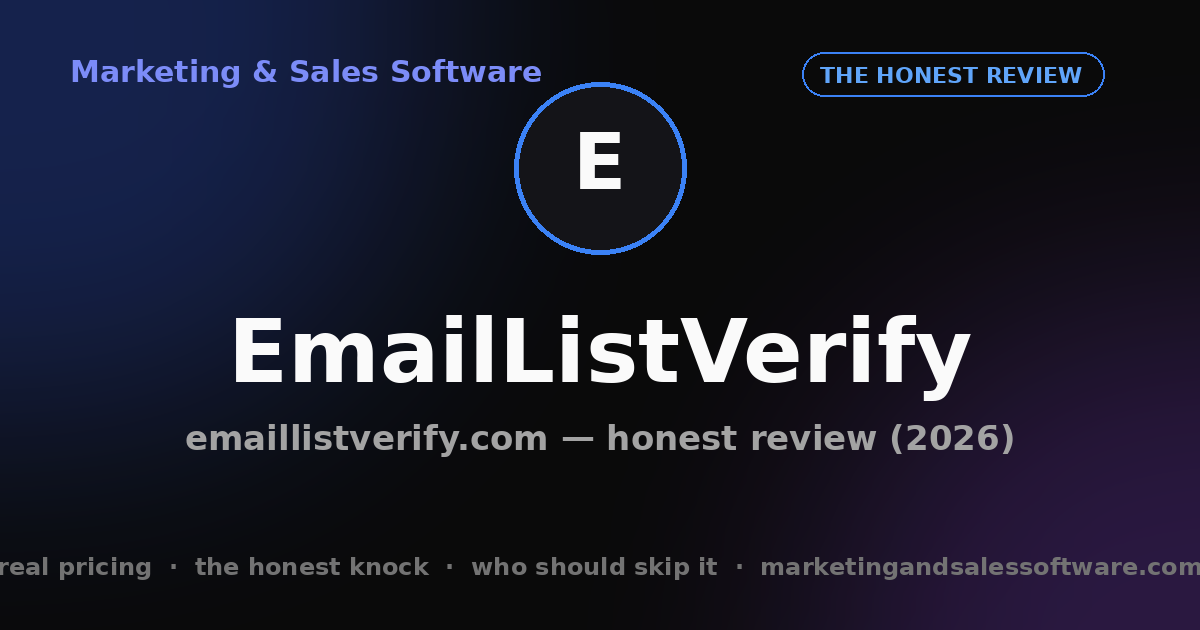 Marketing & Sales Software
THE HONEST REVIEW
E
EmailListVerify
emaillistverify.com — honest review (2026)
real pricing · the honest knock · who should skip it · marketingandsalessoftware.com